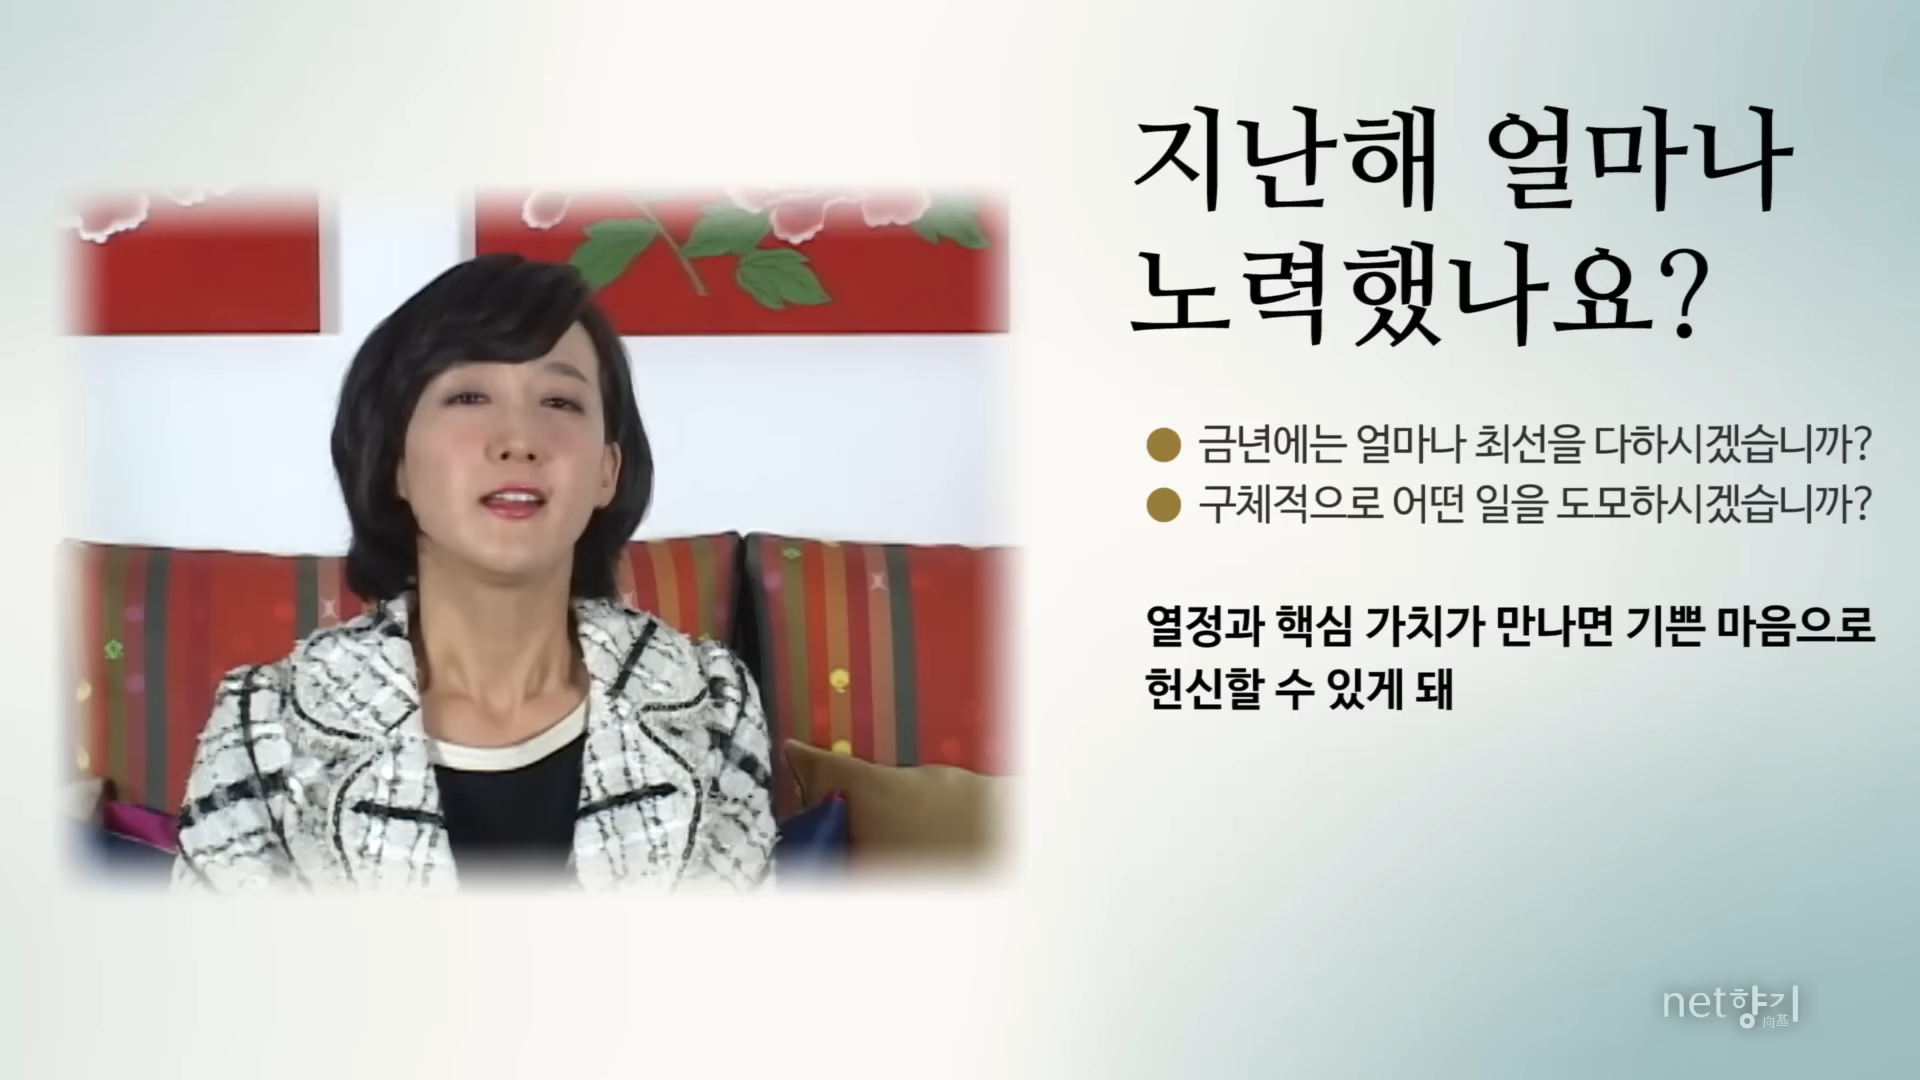 지난해 얼마나
노력했나요?
금년에는 얼마나 최선을 다하시겠습니까?
구체적으로 어떤 일을 도모하시겠습니까?
열정과 핵심 가치가 만나면 기쁜 마음으로
헌신할 수 있게 돼
net향기
向基